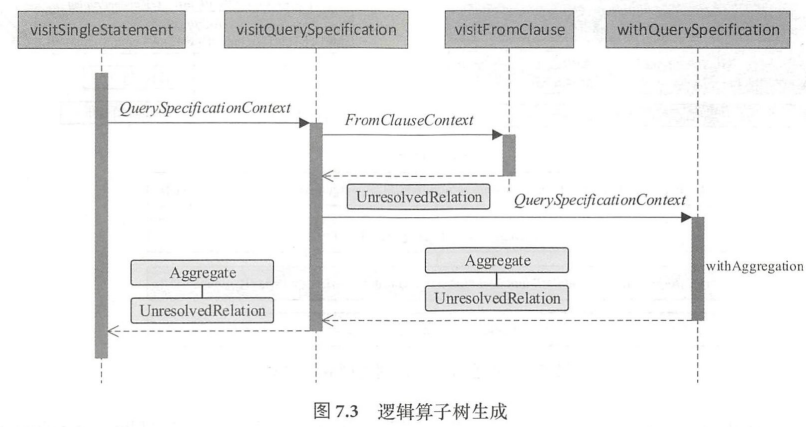 visitSingleStatement
visitQuerySpecification
visitFromClause
withQuerySpecification
QuerySpecificationContext
FromClauseContext
UnresolvedRelation
QuerySpecificationContext
withAggregation
Aggregate
UnresolvedRelation
Aggregate
UnresolvedRelation
图 7.3 逻辑算子树生成